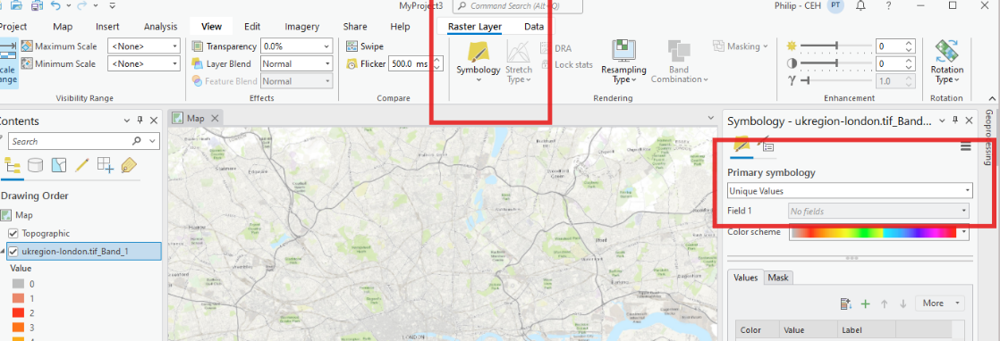 MyProject3
Command Search (Alt+Q)
Philip - CEH
PT
?
Project
Map
Insert
Analysis
View
Edit
Imagery
Share
Help
Raster Layer
Data
Maximum Scale
<None>
Minimum Scale
<None>
Visibility Range
Transparency
0.0%
Layer Blend
Normal
Feature Blend
Normal
Effects
Swipe
Flicker
500.0 ms
Compare
Symbology
Stretch
Type
DRA
Lock stats
Resampling
Type
Band
Combination
Masking
Rendering
0
0
1.0
Enhancement
Rotation
Type
Rotation
Contents
Search
Drawing Order
Map
Topographic
ukregion-london.tif_Band_1
Value
0
1
2
3
4
Map
Ilford
LONDON
Symbology - ukregion-london.tif_Band...
Geoprocessing
Primary symbology
Unique Values
Field 1
No fields
Color scheme
Values
Mask
More
Color
Value
Label